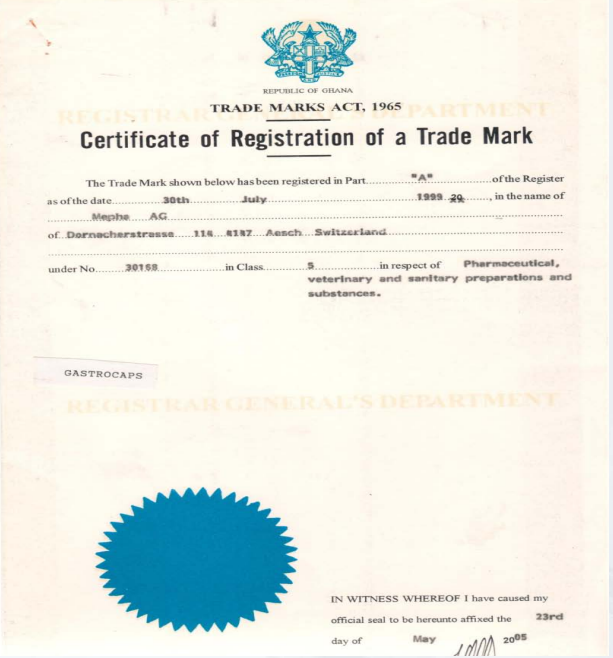 REPUBLIC OF GHANA
TRADE MARKS ACT, 1965
REGISTRAR GENERAL'S DEPARTMENT
Certificate of Registration of a Trade Mark
The Trade Mark shown below has been registered in Part "A" of the Register
as of the date 30th July 1999 20 , in the name of
Mepha AG
of Dornacherstrasse 114 4147 Aesch Switzerland
under No. 30158 in Class 5 in respect of Pharmaceutical,
veterinary and sanitary preparations and
substances.
GASTROCAPS
REGISTRAR GENERAL'S DEPARTMENT
IN WITNESS WHEREOF I have caused my
official seal to be hereunto affixed the 23rd
day of May 2005